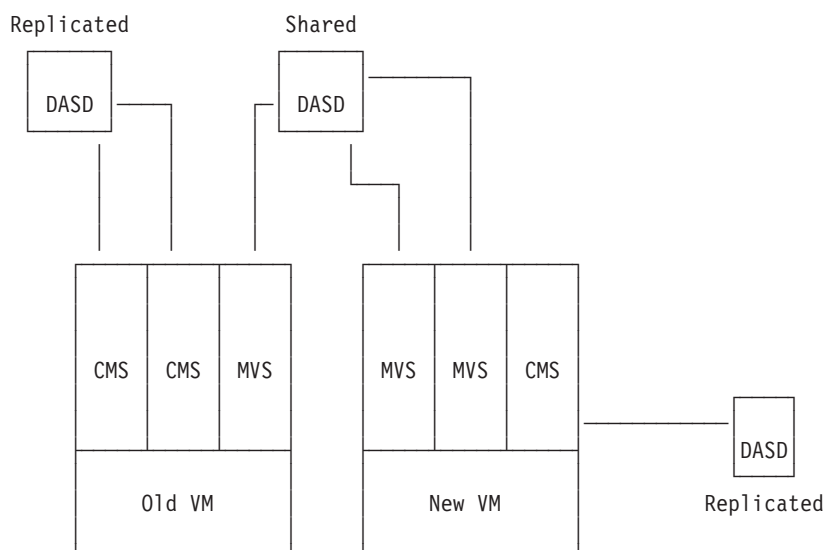 Replicated Shared
DASD DASD
CMS CMS MVS MVS MVS CMS
DASD
Old VM New VM Replicated